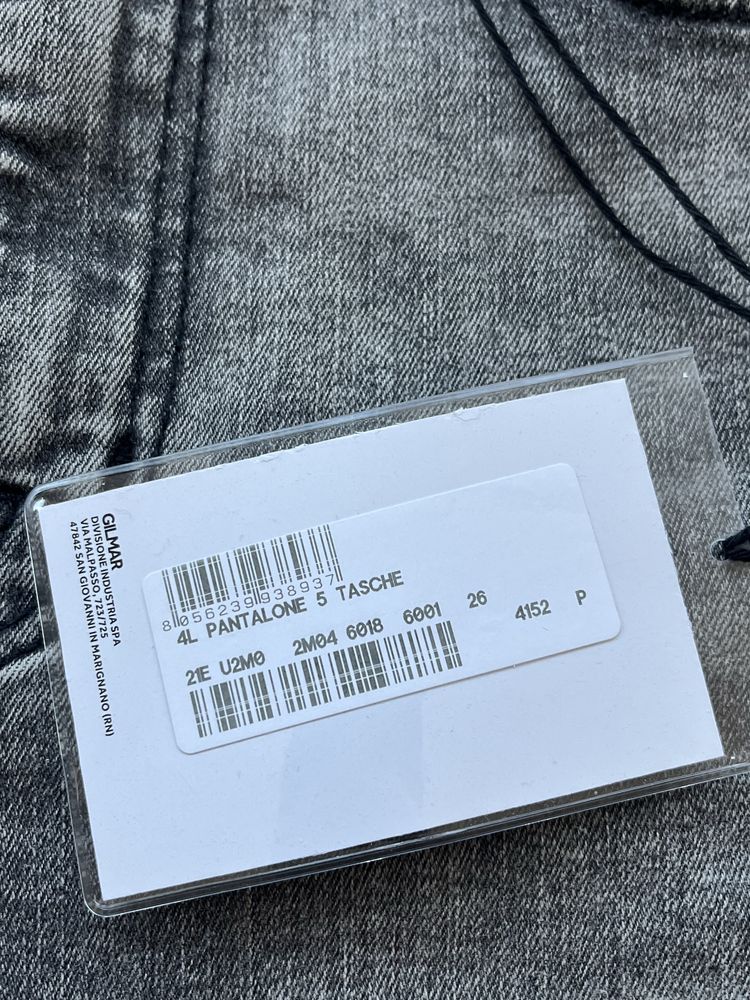 GILMAR
DIVISIONE INDUSTRIA SPA
VIA MALPASSO, 723/725
47842 SAN GIOVANNI IN MARIGNANO (RN)
8056239938937
4L PANTALONE 5 TASCHE
21E U2M0 2M04 6018 6001 26 4152 P